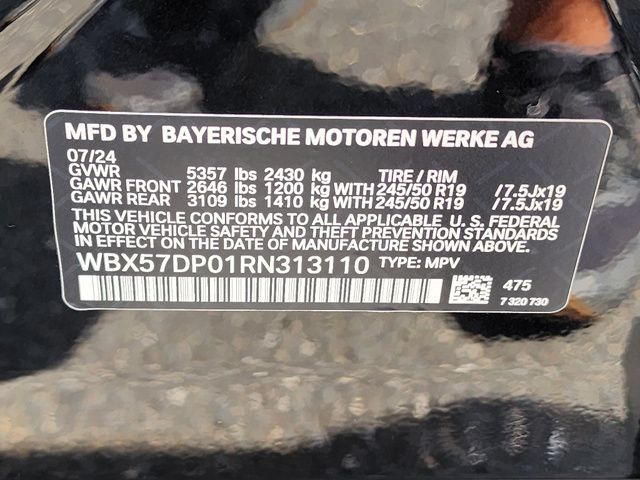 MFD BY BAYERISCHE MOTOREN WERKE AG
07/24
GVWR 5357 lbs 2430 kg TIRE / RIM
GAWR FRONT 2646 lbs 1200 kg WITH 245/50 R19 /7.5Jx19
GAWR REAR 3109 lbs 1410 kg WITH 245/50 R19 /7.5Jx19
THIS VEHICLE CONFORMS TO ALL APPLICABLE U. S. FEDERAL
MOTOR VEHICLE SAFETY AND THEFT PREVENTION STANDARDS
IN EFFECT ON THE DATE OF MANUFACTURE SHOWN ABOVE.
WBX57DP01RN313110 TYPE: MPV
475
7 320 730